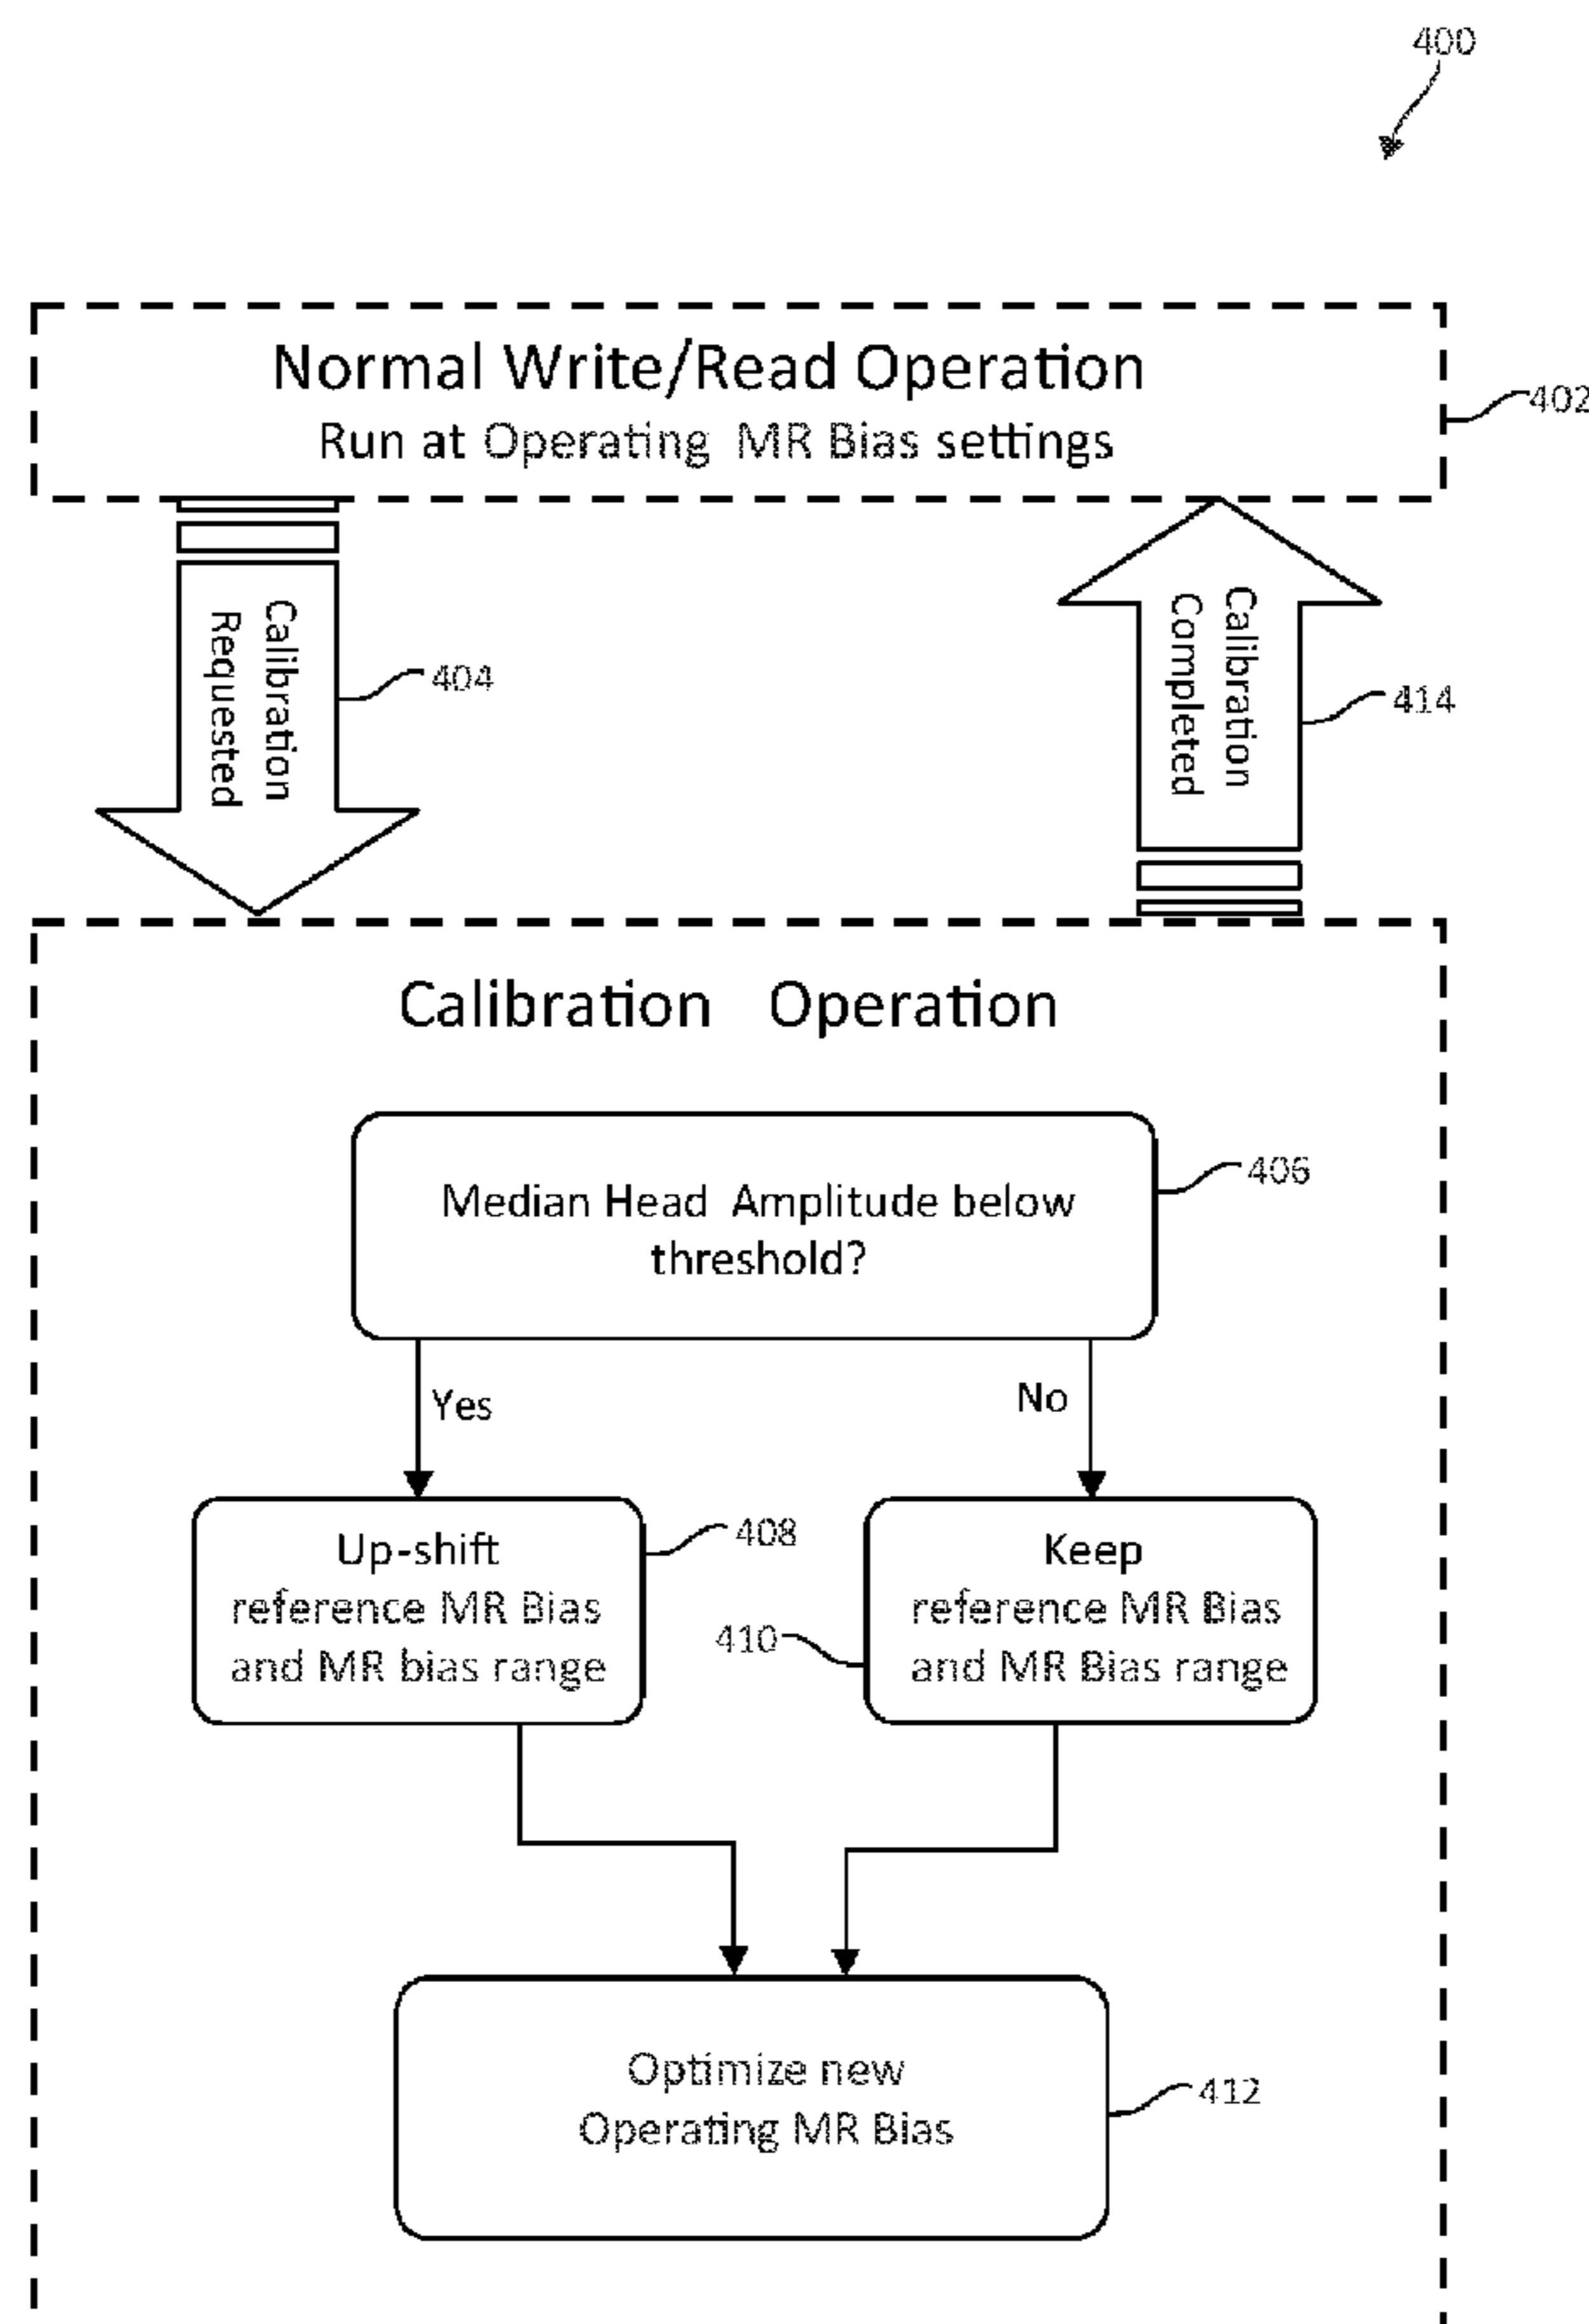 400
Normal Write/Read Operation
Run at Operating MR Bias settings
402
Calibration
Requested
404
Calibration
Completed
414
Calibration Operation
Median Head Amplitude below
threshold?
406
Yes
No
Up-shift
reference MR Bias
and MR bias range
408
Keep
reference MR Bias
and MR Bias range
410
Optimize new
Operating MR Bias
412